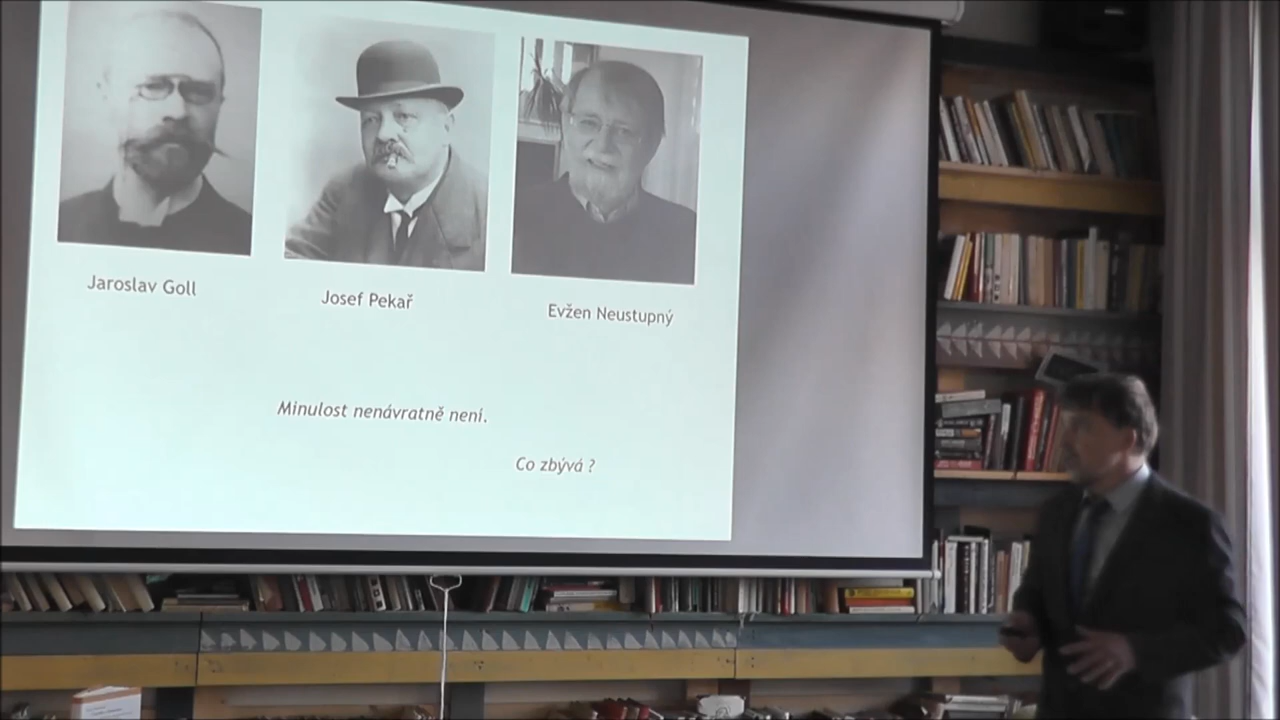 Jaroslav Goll
Josef Pekař
Evžen Neustupný
Minulost nenávratně není.
Co zbývá ?